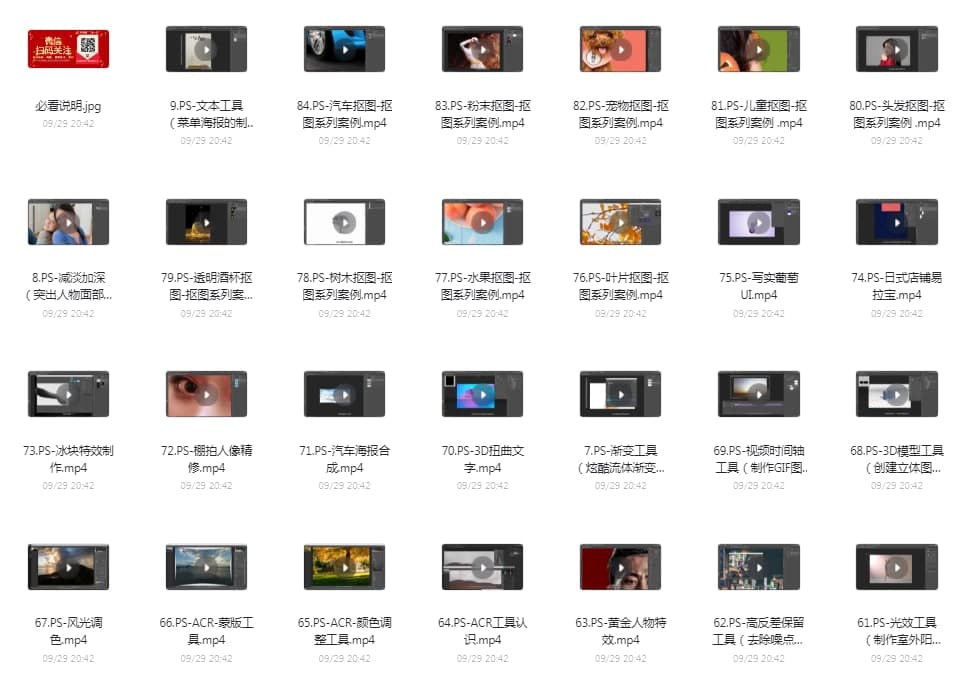 微信
扫码关注
必看说明.jpg
09/29 20:42
9.PS-文本工具
（菜单海报的制..
09/29 20:42
84.PS-汽车抠图-抠
图系列案例.mp4
09/29 20:42
83.PS-粉末抠图-抠
图系列案例.mp4
09/29 20:42
82.PS-宠物抠图-抠
图系列案例.mp4
09/29 20:42
81.PS-儿童抠图-抠
图系列案例 .mp4
09/29 20:42
80.PS-头发抠图-抠
图系列案例 .mp4
09/29 20:42
8.PS-减淡加深
（突出人物面部...
09/29 20:42
79.PS-透明酒杯抠
图-抠图系列案...
09/29 20:42
78.PS-树木抠图-抠
图系列案例.mp4
09/29 20:42
77.PS-水果抠图-抠
图系列案例.mp4
09/29 20:42
76.PS-叶片抠图-抠
图系列案例.mp4
09/29 20:42
75.PS-写实葡萄
UI.mp4
09/29 20:42
74.PS-日式店铺易
拉宝.mp4
09/29 20:42
73.PS-冰块特效制
作.mp4
09/29 20:42
72.PS-棚拍人像精
修.mp4
09/29 20:42
71.PS-汽车海报合
成.mp4
09/29 20:42
70.PS-3D扭曲文
字.mp4
09/29 20:42
7.PS-渐变工具
（炫酷流体渐变...
09/29 20:42
69.PS-视频时间轴
工具（制作GIF图..
09/29 20:42
68.PS-3D模型工具
（创建立体图...
09/29 20:42
67.PS-风光调
色.mp4
09/29 20:42
66.PS-ACR-蒙版工
具.mp4
09/29 20:42
65.PS-ACR-颜色调
整工具.mp4
09/29 20:42
64.PS-ACR工具认
识.mp4
09/29 20:42
63.PS-黄金人物特
效.mp4
09/29 20:42
62.PS-高反差保留
工具（去除噪点...
09/29 20:42
61.PS-光效工具
（制作室外阳...
09/29 20:42